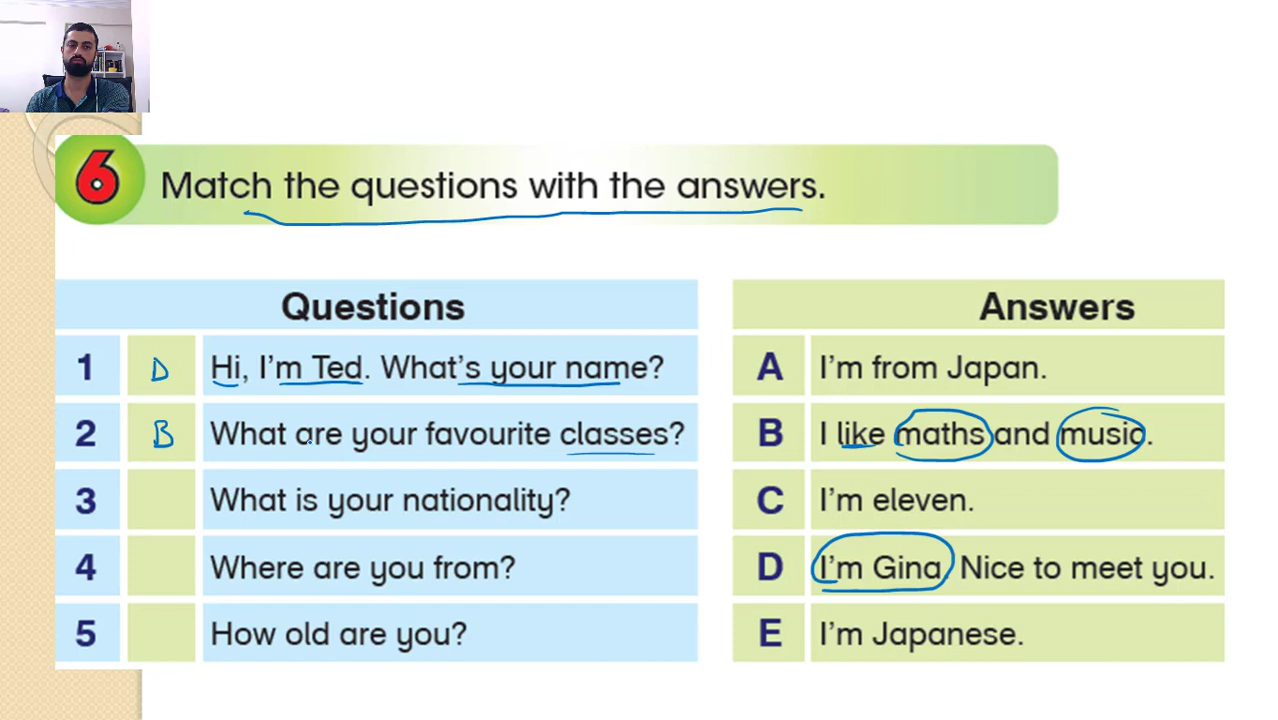 6 Match the questions with the answers.
Questions Answers
1 D Hi, I'm Ted. What's your name? A I'm from Japan.
2 B What are your favourite classes? B I like maths and music.
3 What is your nationality? C I'm eleven.
4 Where are you from? D I'm Gina. Nice to meet you.
5 How old are you? E I'm Japanese.